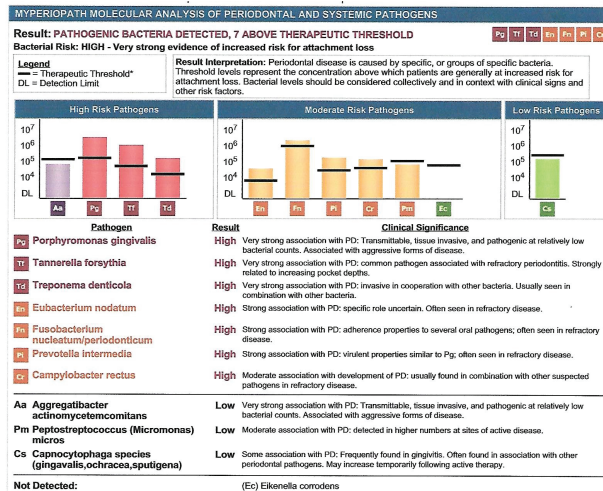 MYPERIOPATH MOLECULAR ANALYSIS OF PERIODONTAL AND SYSTEMIC PATHOGENS
Result: PATHOGENIC BACTERIA DETECTED, 7 ABOVE THERAPEUTIC THRESHOLD
Pg Tf Td En Fn Pi Cr
Bacterial Risk: HIGH - Very strong evidence of increased risk for attachment loss
Legend
= Therapeutic Threshold*
DL = Detection Limit
Result Interpretation: Periodontal disease is caused by specific, or groups of specific bacteria.
Threshold levels represent the concentration above which patients are generally at increased risk for
attachment loss. Bacterial levels should be considered collectively and in context with clinical signs and
other risk factors.
High Risk Pathogens
10⁷
10⁶
10⁵
10⁴
DL
Aa Pg Tf Td
Moderate Risk Pathogens
10⁷
10⁶
10⁵
10⁴
DL
En Fn Pi Cr Pm Ec
Low Risk Pathogens
10⁷
10⁶
10⁵
10⁴
DL
Cs
Pathogen Result Clinical Significance
Pg Porphyromonas gingivalis High Very strong association with PD: Transmittable, tissue invasive, and pathogenic at relatively low
bacterial counts. Associated with aggressive forms of disease.
Tf Tannerella forsythia High Very strong association with PD: common pathogen associated with refractory periodontitis. Strongly
related to increasing pocket depths.
Td Treponema denticola High Very strong association with PD: invasive in cooperation with other bacteria. Usually seen in
combination with other bacteria.
En Eubacterium nodatum High Strong association with PD: specific role uncertain. Often seen in refractory disease.
Fn Fusobacterium nucleatum/periodonticum High Strong association with PD: adherence properties to several oral pathogens; often seen in refractory
disease.
Pi Prevotella intermedia High Strong association with PD: virulent properties similar to Pg; often seen in refractory disease.
Cr Campylobacter rectus High Moderate association with development of PD: usually found in combination with other suspected
pathogens in refractory disease.
Aa Aggregatibacter actinomycetemcomitans Low Very strong association with PD: Transmittable, tissue invasive, and pathogenic at relatively low
bacterial counts. Associated with aggressive forms of disease.
Pm Peptostreptococcus (Micromonas) micros Low Moderate association with PD: detected in higher numbers at sites of active disease.
Cs Capnocytophaga species (gingavalis,ochracea,sputigena) Low Some association with PD: Frequently found in gingivitis. Often found in association with other
periodontal pathogens. May increase temporarily following active therapy.
Not Detected: (Ec) Eikenella corrodens